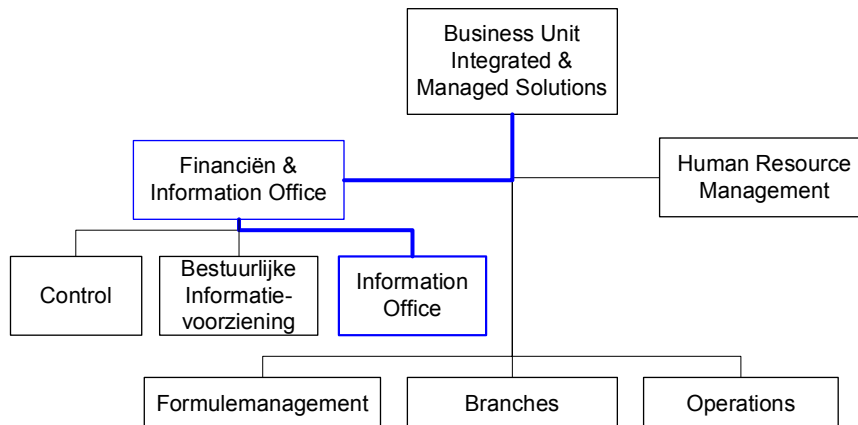 Business Unit
Integrated &
Managed Solutions
Financiën &
Information Office
Human Resource
Management
Control
Bestuurlijke
Informatie-
voorziening
Information
Office
Formulemanagement
Branches
Operations